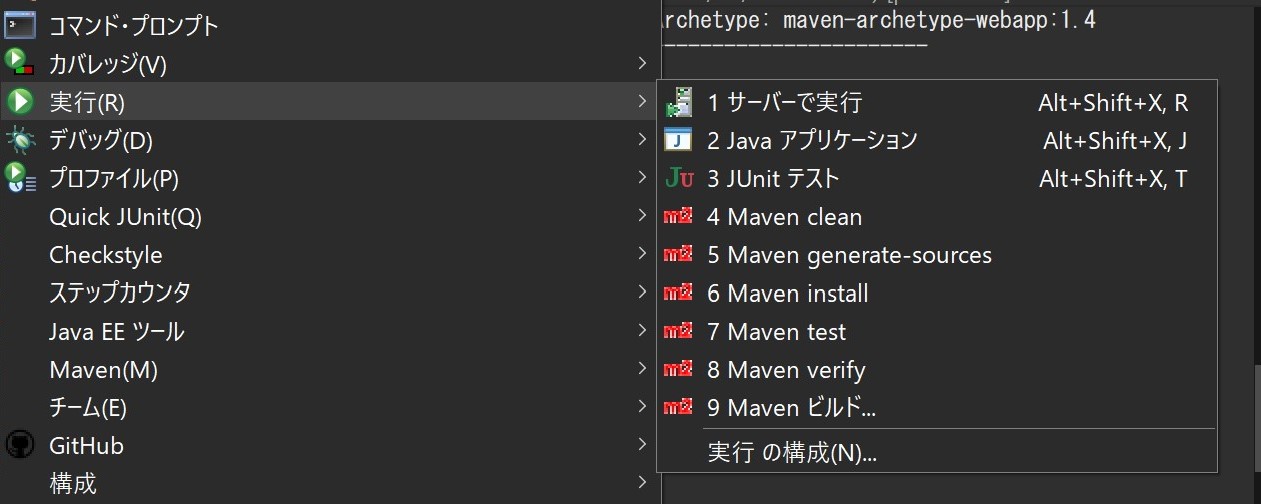 Archetype: maven-archetype-webapp:1.4
-----------------------
コマンド・プロンプト
カバレッジ(V)
実行(R)
デバッグ(D)
プロファイル(P)
Quick JUnit(Q)
Checkstyle
ステップカウンタ
Java EE ツール
Maven(M)
チーム(E)
GitHub
構成
1 サーバーで実行 Alt+Shift+X, R
2 Java アプリケーション Alt+Shift+X, J
3 JUnit テスト Alt+Shift+X, T
4 Maven clean
5 Maven generate-sources
6 Maven install
7 Maven test
8 Maven verify
9 Maven ビルド...
実行 の構成(N)...